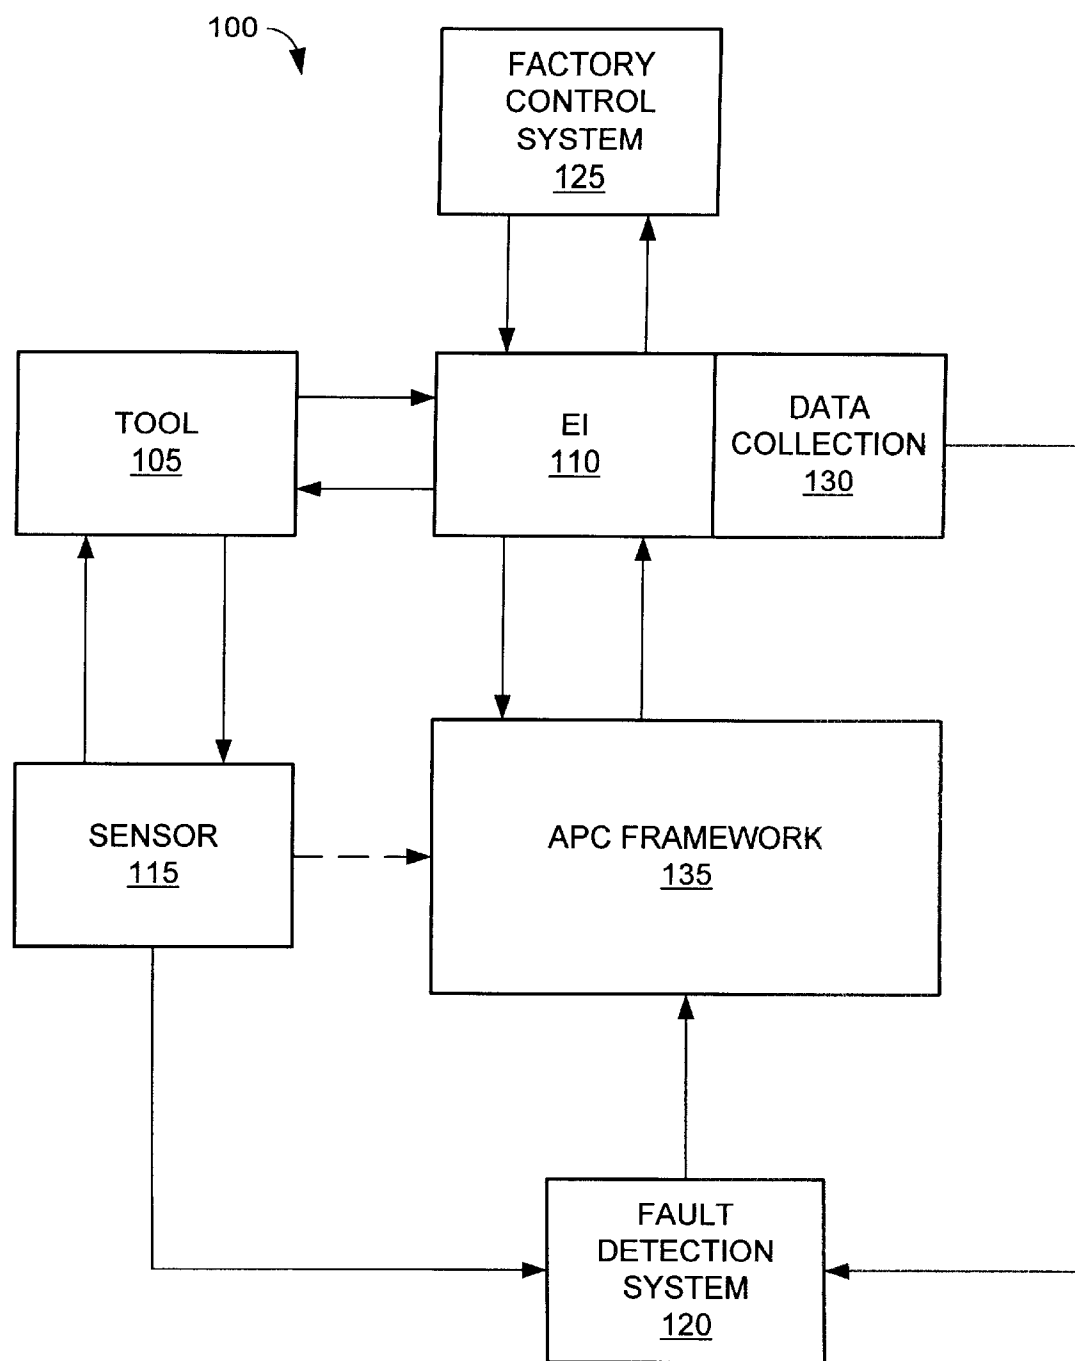 100
FACTORY
CONTROL
SYSTEM
125
TOOL
105
EI
110
DATA
COLLECTION
130
SENSOR
115
APC FRAMEWORK
135
FAULT
DETECTION
SYSTEM
120